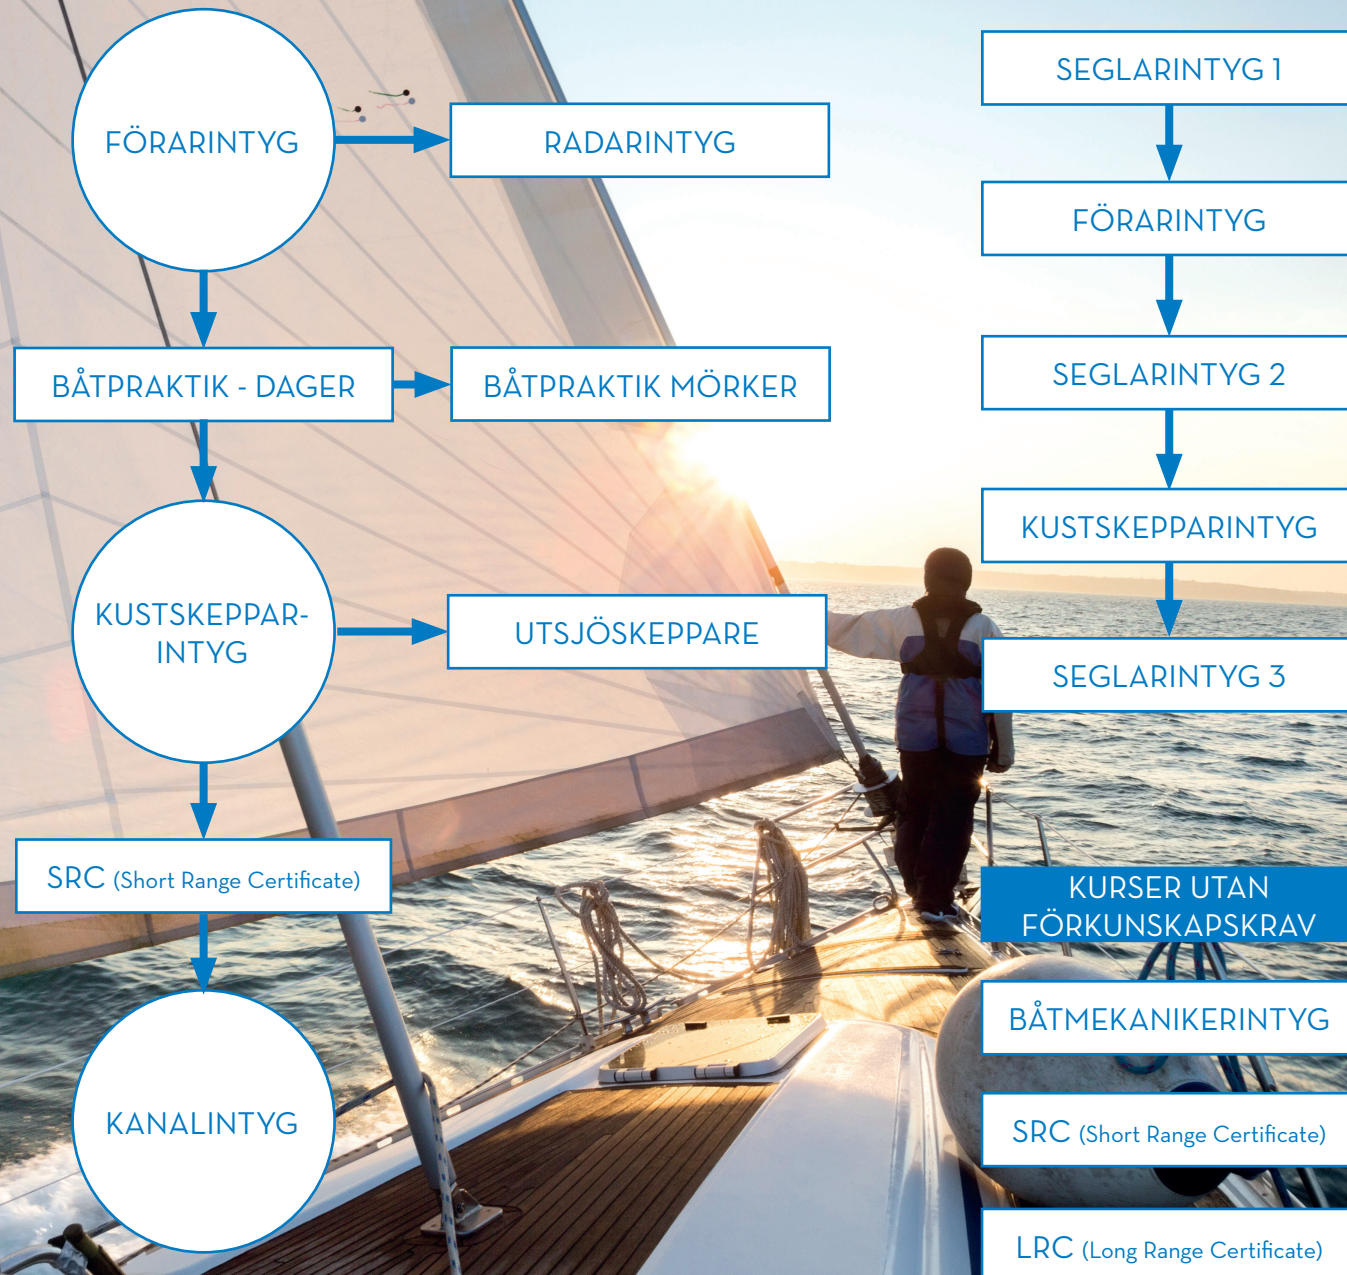 FÖRARINTYG
RADARINTYG
BÅTPRAKTIK - DAGER
BÅTPRAKTIK MÖRKER
KUSTSKEPPAR-
INTYG
UTSJÖSKEPPARE
SRC (Short Range Certificate)
KANALINTYG
SEGLARINTYG 1
FÖRARINTYG
SEGLARINTYG 2
KUSTSKEPPARINTYG
SEGLARINTYG 3
KURSER UTAN
FÖRKUNSKAPSKRAV
BÅTMEKANIKERINTYG
SRC (Short Range Certificate)
LRC (Long Range Certificate)